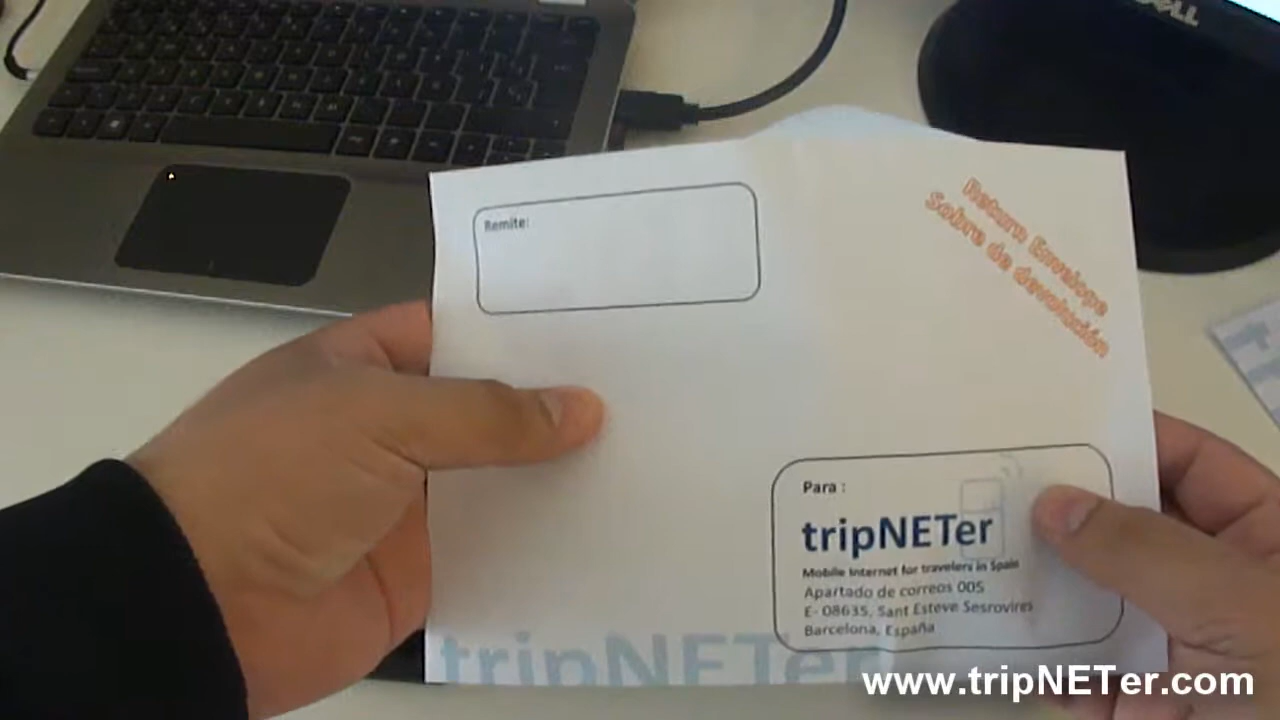 DELL
Remite:
Return Envelope
Sobre de devolución
Para :
tripNETer
Mobile Internet for travelers in Spain
Apartado de correos 005
E- 08635, Sant Esteve Sesrovires
Barcelona, España
tripNETer
www.tripNETer.com